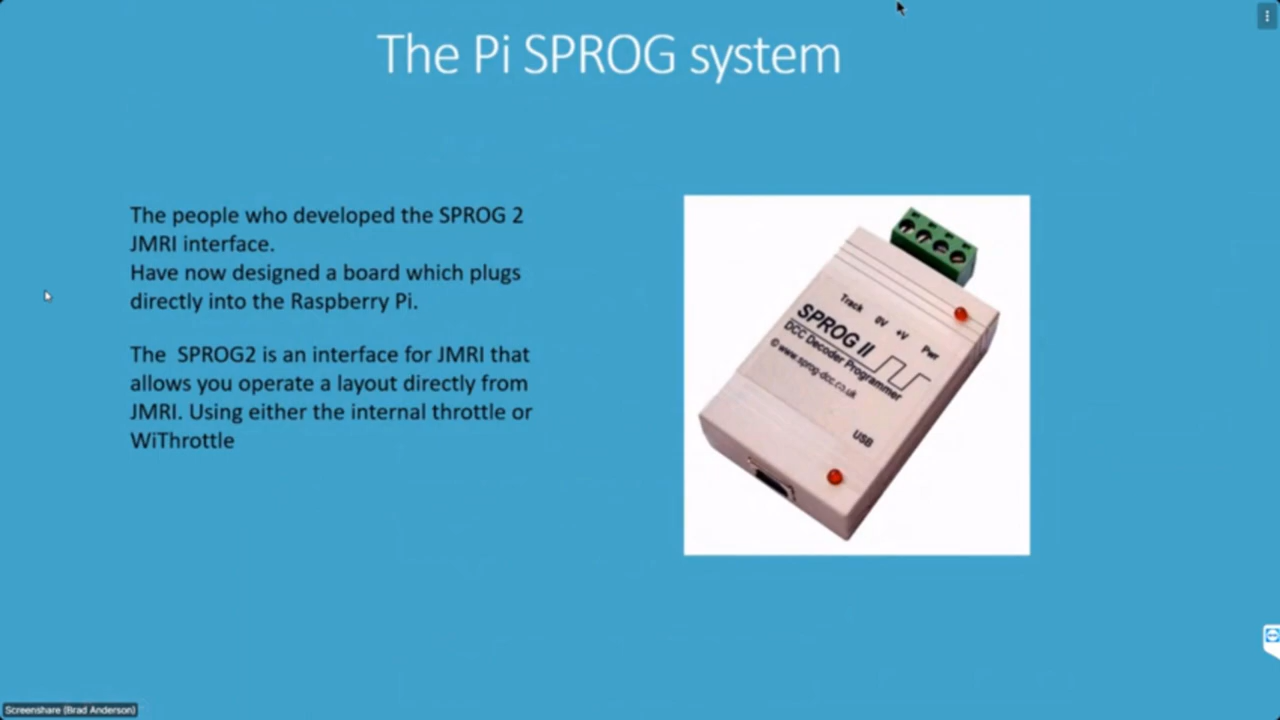 The Pi SPROG system
The people who developed the SPROG 2
JMRI interface.
Have now designed a board which plugs
directly into the Raspberry Pi.
The SPROG2 is an interface for JMRI that
allows you operate a layout directly from
JMRI. Using either the internal throttle or
WiThrottle
Track 0V +V Pwr
SPROG II
DCC Decoder Programmer
© www.sprog-dcc.co.uk
USB
Screenshare (Brad Anderson)